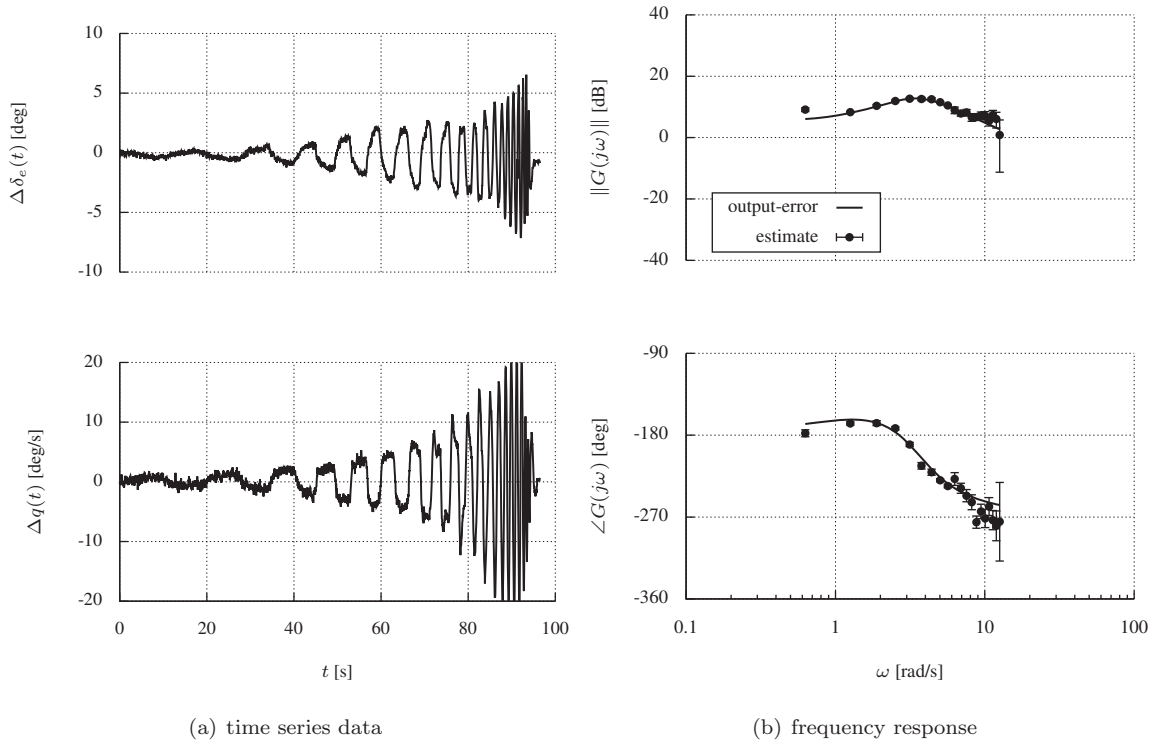 10
5
0
-5
-10
Δδe(t) [deg]
20
10
0
-10
-20
0 20 40 60 80 100
Δq(t) [deg/s]
t [s]
(a) time series data
40
20
0
-20
-40
||G(jω)|| [dB]
output-error
estimate
-90
-180
-270
-360
0.1 1 10 100
∠G(jω) [deg]
ω [rad/s]
(b) frequency response